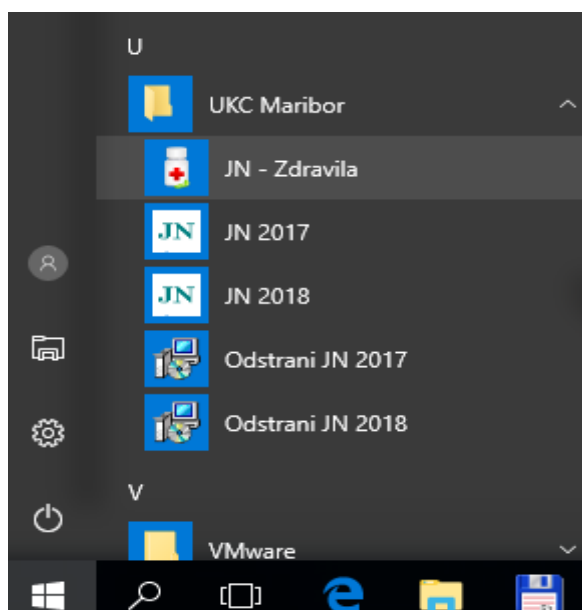 U
UKC Maribor
JN - Zdravila
JN JN 2017
JN JN 2018
Odstrani JN 2017
Odstrani JN 2018
V
VMware